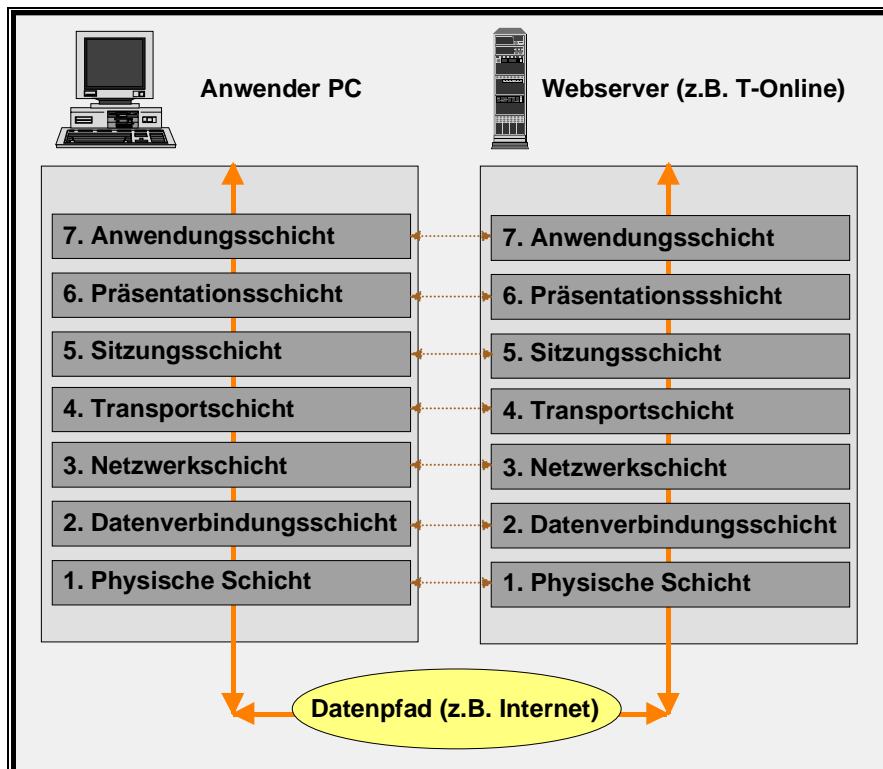 Anwender PC
Webserver (z.B. T-Online)
7. Anwendungsschicht
6. Präsentationsschicht
5. Sitzungsschicht
4. Transportschicht
3. Netzwerkschicht
2. Datenverbindungsschicht
1. Physische Schicht
7. Anwendungsschicht
6. Präsentationssshicht
5. Sitzungsschicht
4. Transportschicht
3. Netzwerkschicht
2. Datenverbindungsschicht
1. Physische Schicht
Datenpfad (z.B. Internet)